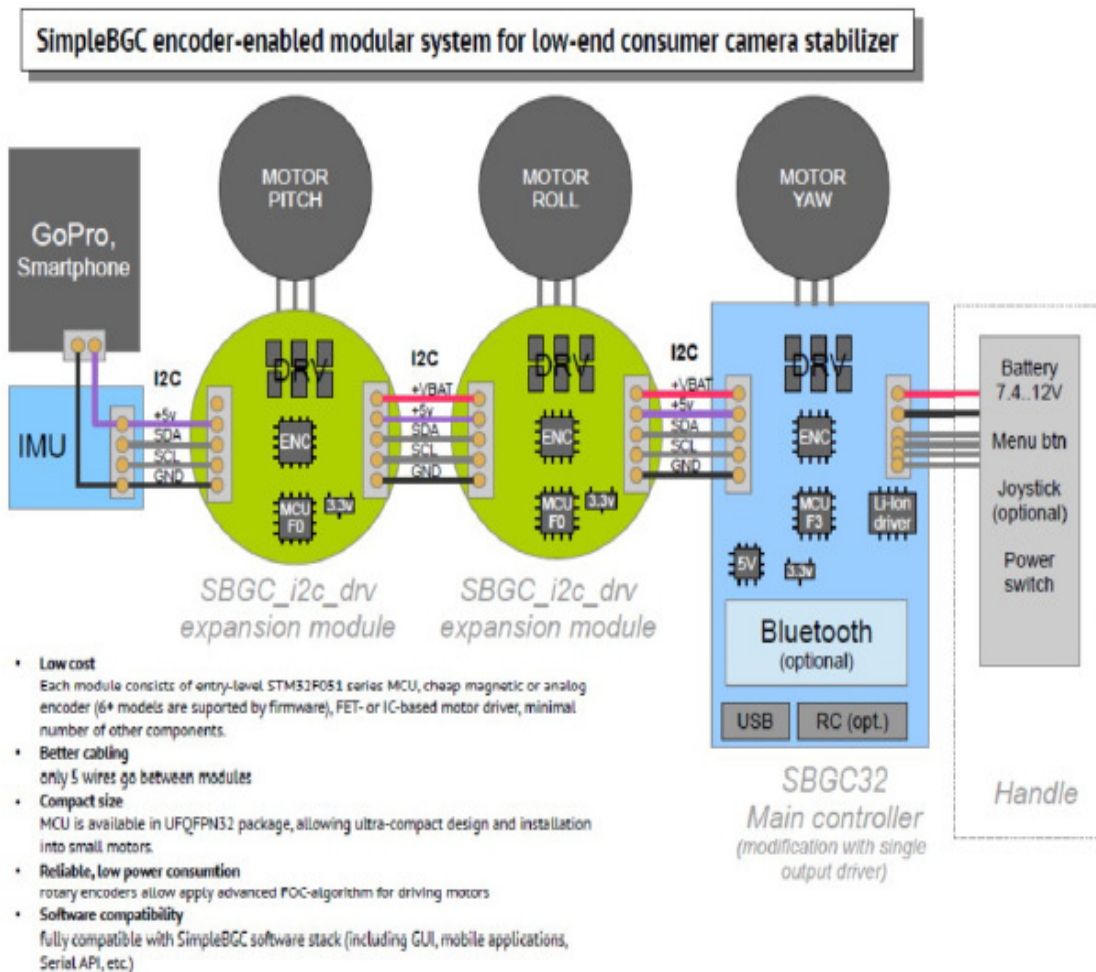 SimpleBGC encoder-enabled modular system for low-end consumer camera stabilizer
MOTOR
PITCH
MOTOR
ROLL
MOTOR
YAW
GoPro,
Smartphone
IMU
I2C
+5v
SDA
SCL
GND
DRV
ENC
MCU
F0
3.3v
I2C
+VBAT
+5v
SDA
SCL
GND
DRV
ENC
MCU
F0
3.3v
I2C
+VBAT
+5v
SDA
SCL
GND
DRV
ENC
MCU
F3
Li-Ion
driver
5V
3.3v
Bluetooth
(optional)
USB
RC (opt.)
Battery
7.4..12V
Menu btn
Joystick
(optional)
Power
switch
Handle
SBGC_i2c_drv
expansion module
SBGC_i2c_drv
expansion module
SBGC32
Main controller
(modification with single
output driver)
• Low cost
Each module consists of entry-level STM32F051 series MCU, cheap magnetic or analog
encoder (6+ models are suported by firmware), FET- or IC-based motor driver, minimal
number of other components.
• Better cabling
only 5 wires go between modules
• Compact size
MCU is available in UFQFPN32 package, allowing ultra-compact design and installation
into small motors.
• Reliable, low power consumtion
rotary encoders allow apply advanced FOC-algorithm for driving motors
• Software compatibility
fully compatible with SimpleBGC software stack (including GUI, mobile applications,
Serial API, etc.)